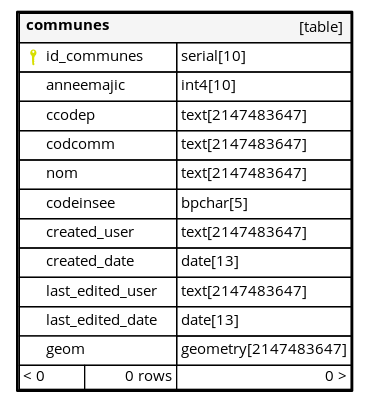 communes [table]
id_communes serial[10]
anneemajic int4[10]
ccodep text[2147483647]
codcomm text[2147483647]
nom text[2147483647]
codeinsee bpchar[5]
created_user text[2147483647]
created_date date[13]
last_edited_user text[2147483647]
last_edited_date date[13]
geom geometry[2147483647]
< 0 0 rows 0 >